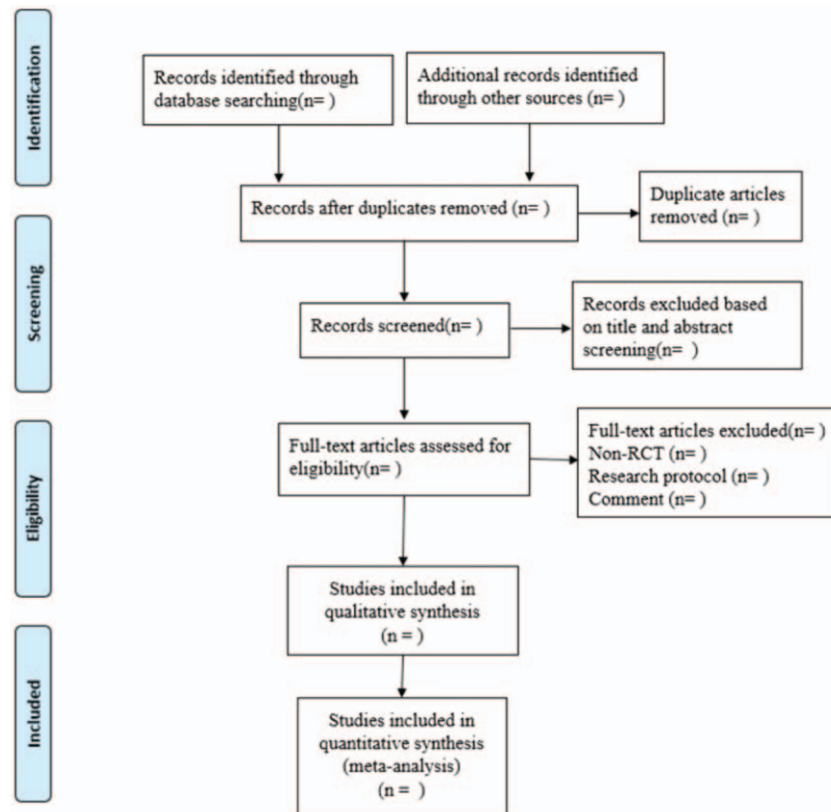 Identification
Records identified through
database searching(n= )
Additional records identified
through other sources (n= )
Records after duplicates removed (n= )
Duplicate articles
removed (n= )
Screening
Records screened(n= )
Records excluded based
on title and abstract
screening(n= )
Eligibility
Full-text articles assessed for
eligibility(n= )
Full-text articles excluded(n= )
Non-RCT (n= )
Research protocol (n= )
Comment (n= )
Studies included in
qualitative synthesis
(n = )
Included
Studies included in
quantitative synthesis
(meta-analysis)
(n = )